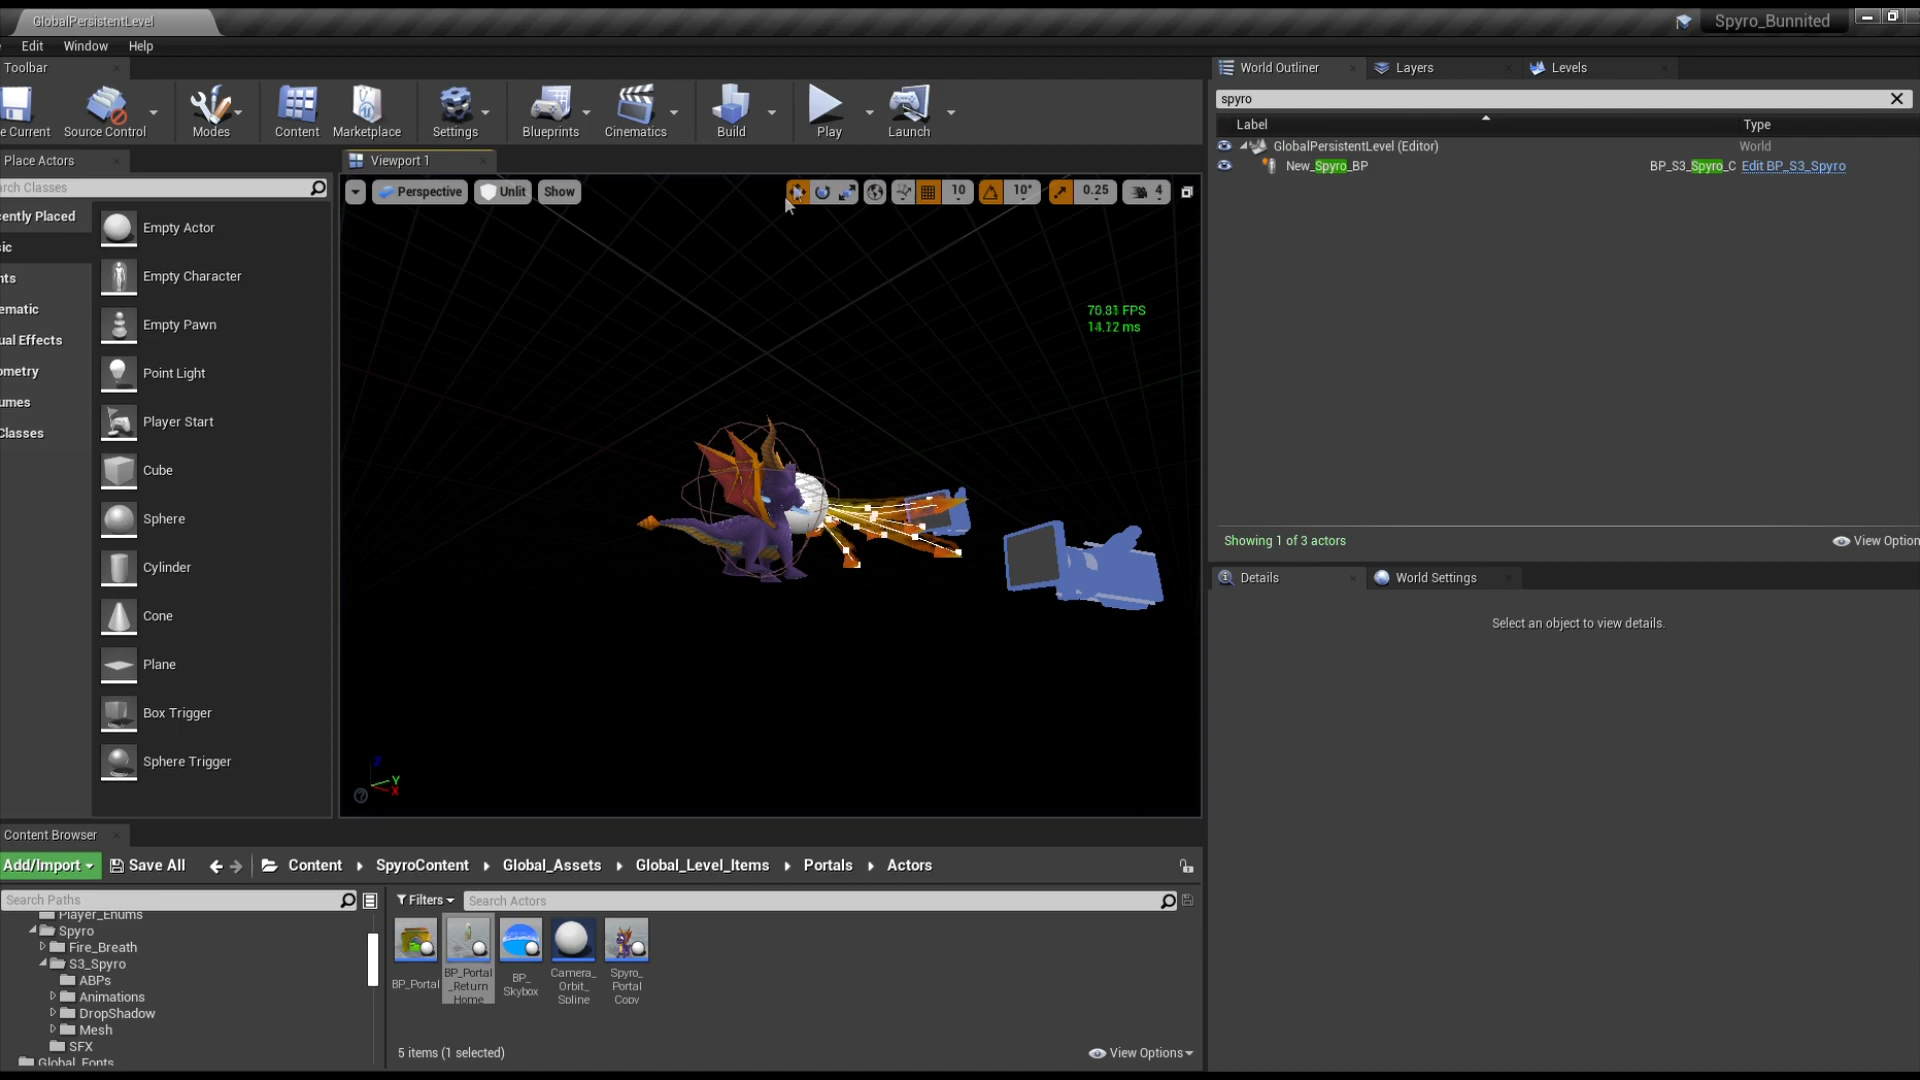 GlobalPersistentLevel
Spyro_Bunnited
Edit Window Help
Toolbar
e Current
Source Control
Modes
Content
Marketplace
Settings
Blueprints
Cinematics
Build
Play
Launch
Place Actors
rch Classes
cently Placed
sic
nts
ematic
ual Effects
ometry
umes
Classes
Empty Actor
Empty Character
Empty Pawn
Point Light
Player Start
Cube
Sphere
Cylinder
Cone
Plane
Box Trigger
Sphere Trigger
Viewport 1
Perspective Unlit Show
10 10° 0.25 4
70.81 FPS
14.12 ms
Z
Y
X
World Outliner Layers Levels
spyro
Label Type
GlobalPersistentLevel (Editor) World
New_Spyro_BP BP_S3_Spyro_C Edit BP_S3_Spyro
Showing 1 of 3 actors
View Option
Details World Settings
Select an object to view details.
Content Browser
Add/Import Save All Content SpyroContent Global_Assets Global_Level_Items Portals Actors
Search Paths
Filters Search Actors
Player_Enums
Spyro
Fire_Breath
S3_Spyro
ABPs
Animations
DropShadow
Mesh
SFX
Global_Fonts
BP_Portal
BP_Portal
_Return
Home
BP_
Skybox
Camera_
Orbit_
Spline
Spyro_
Portal
Copy
5 items (1 selected)
View Options